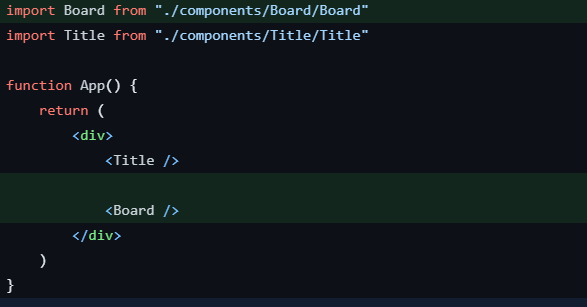 import Board from "./components/Board/Board"
import Title from "./components/Title/Title"
function App() {
    return (
        <div>
            <Title />
            <Board />
        </div>
    )
}